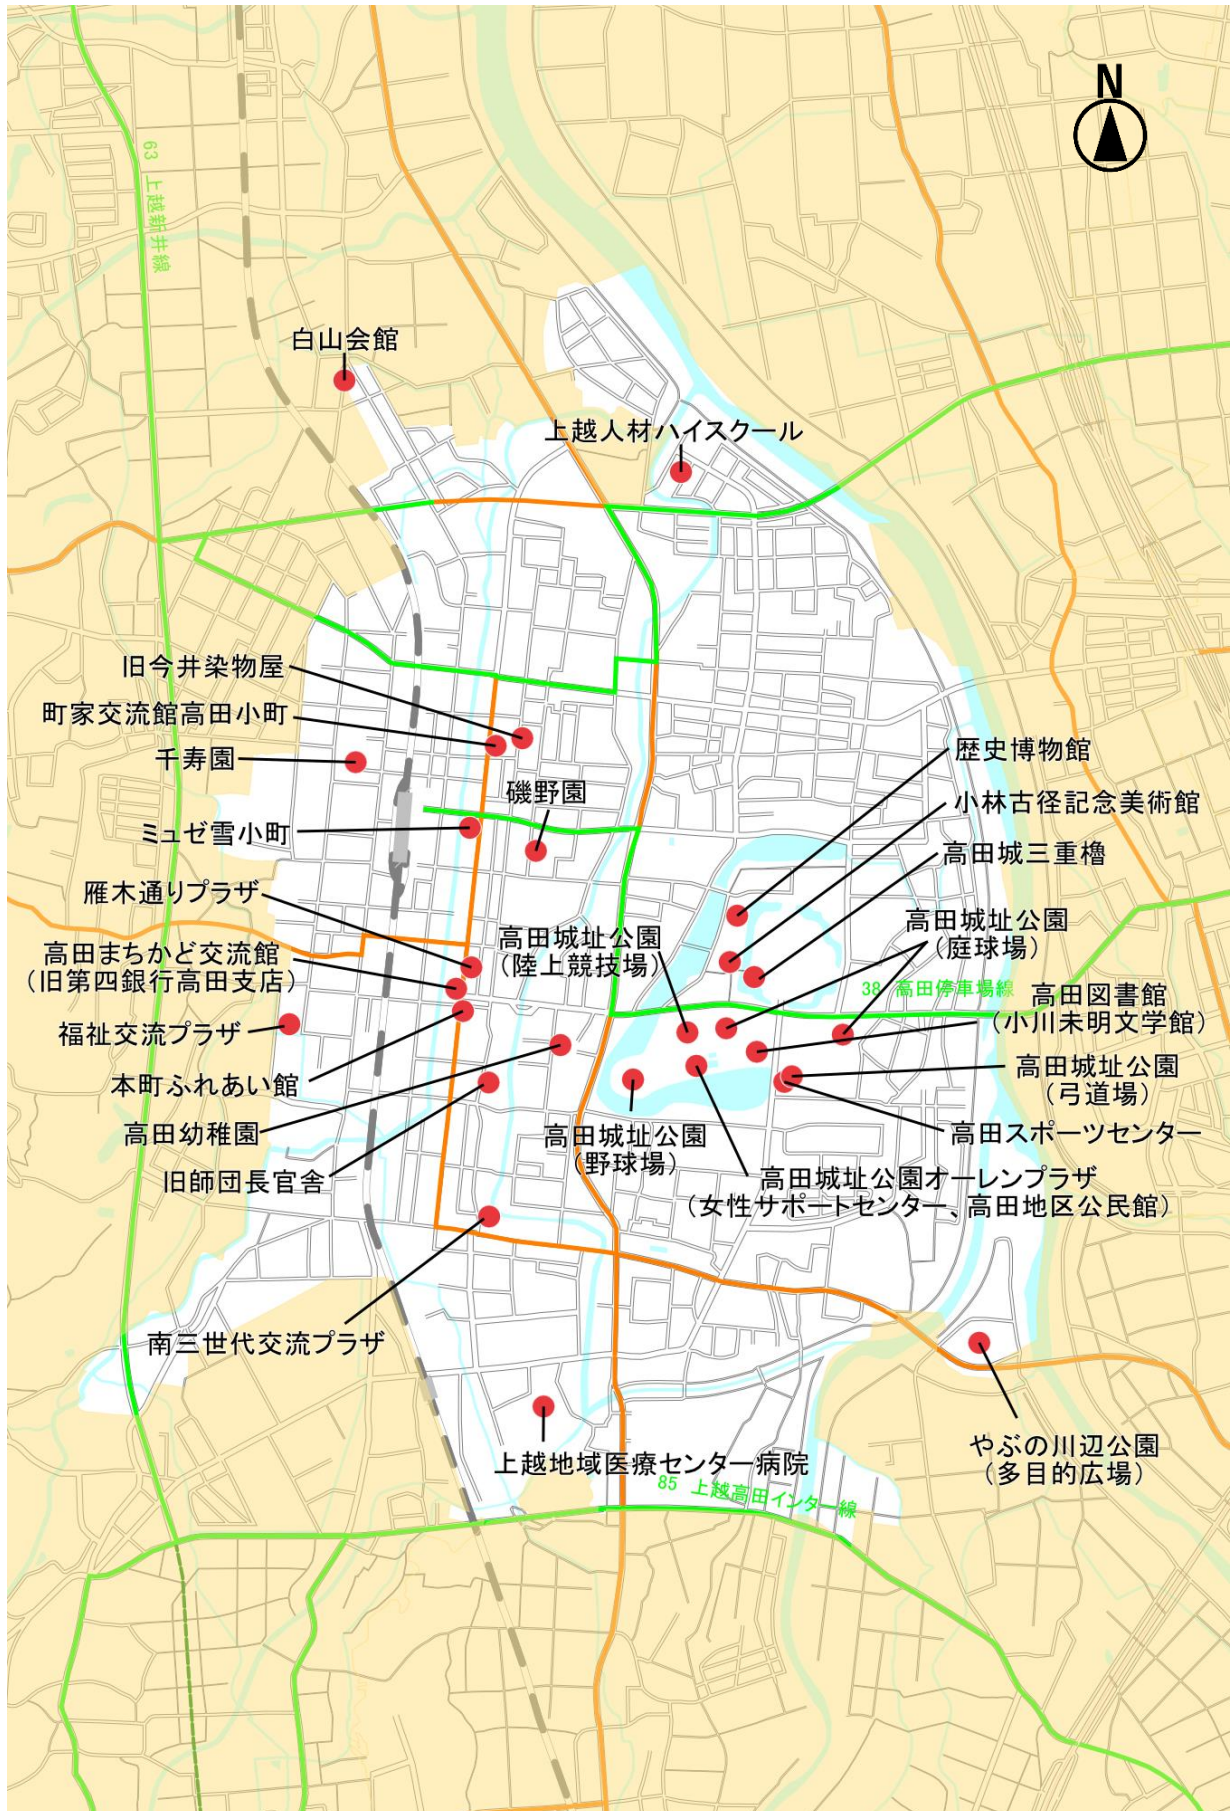 N
63 上越新井線
白山会館
上越人材ハイスクール
旧今井染物屋
町家交流館高田小町
千寿園
ミュゼ雪小町
磯野園
歴史博物館
小林古径記念美術館
高田城三重櫓
雁木通りプラザ
高田まちかど交流館
(旧第四銀行高田支店)
高田城址公園
(陸上競技場)
高田城址公園
(庭球場)
38 高田停車場線
高田図書館
(小川未明文学館)
福祉交流プラザ
本町ふれあい館
高田城址公園
(弓道場)
高田幼稚園
高田城址公園
(野球場)
高田スポーツセンター
旧師団長官舎
高田城址公園オーレンプラザ
(女性サポートセンター、高田地区公民館)
南三世代交流プラザ
やぶの川辺公園
(多目的広場)
上越地域医療センター病院
85 上越高田インター線